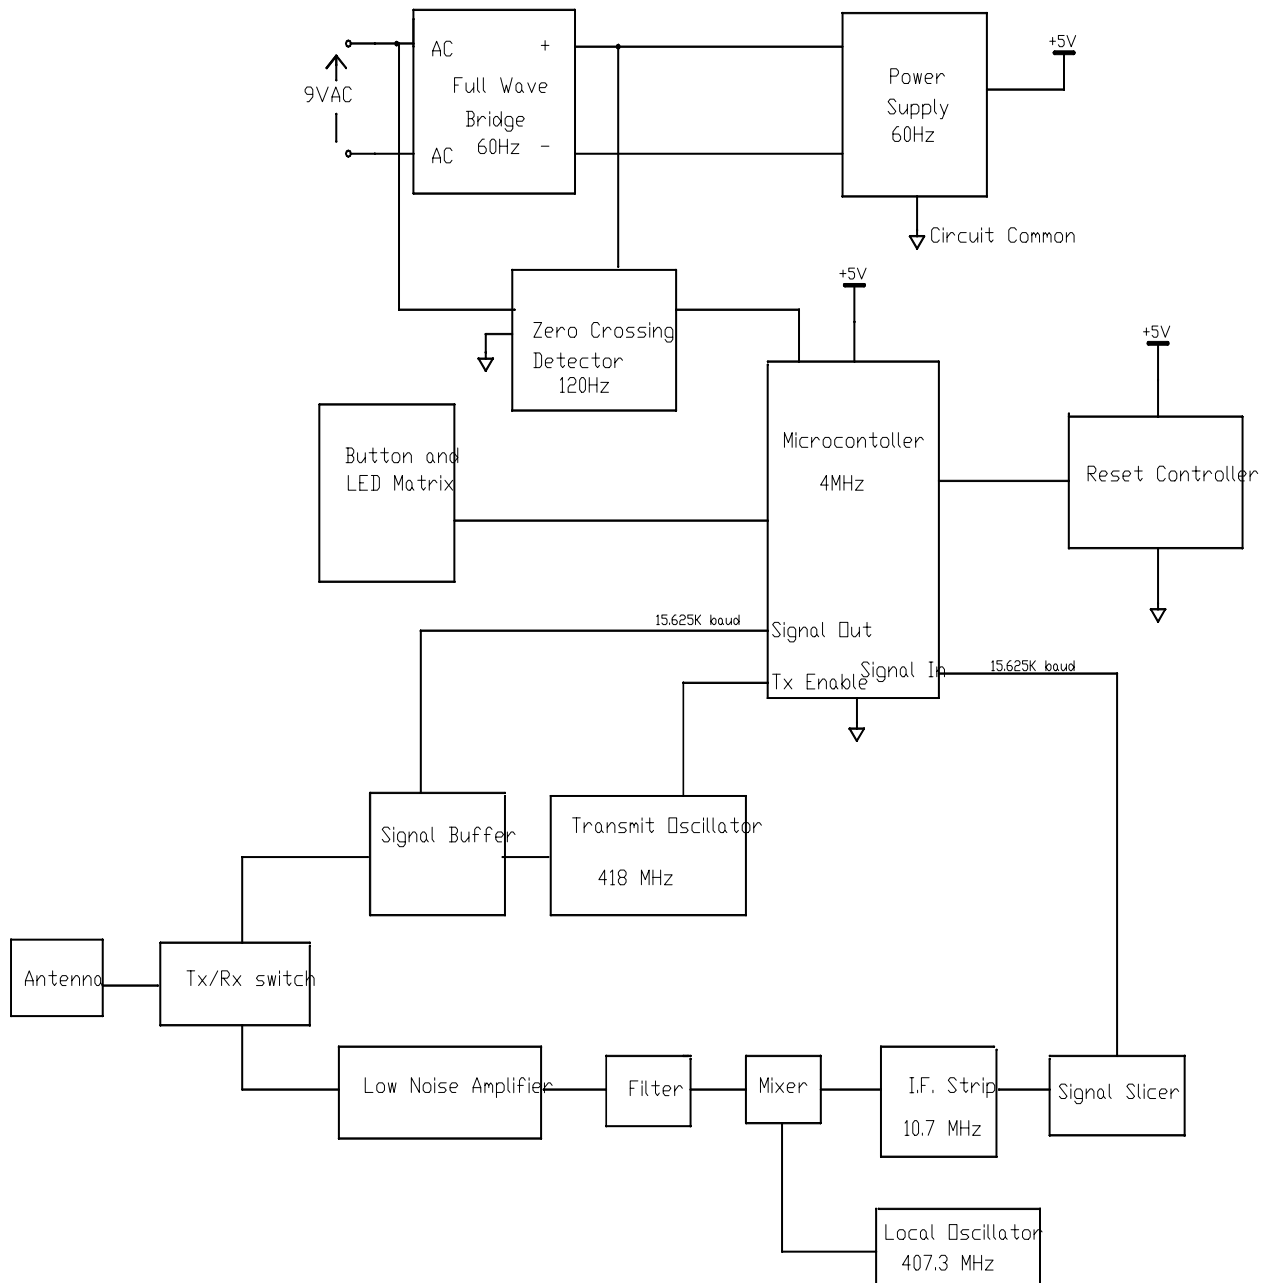 AC +
9VAC
Full Wave
Bridge
60Hz
AC -
Power
Supply
60Hz
+5V
Circuit Common
Zero Crossing
Detector
120Hz
+5V
+5V
Button and
LED Matrix
Microcontoller
4MHz
Reset Controller
15.625K baud
Signal Out
Tx Enable
Signal In
15.625K baud
Signal Buffer
Transmit Oscillator
418 MHz
Antenna
Tx/Rx switch
Low Noise Amplifier
Filter
Mixer
I.F. Strip
10.7 MHz
Signal Slicer
Local Oscillator
407.3 MHz